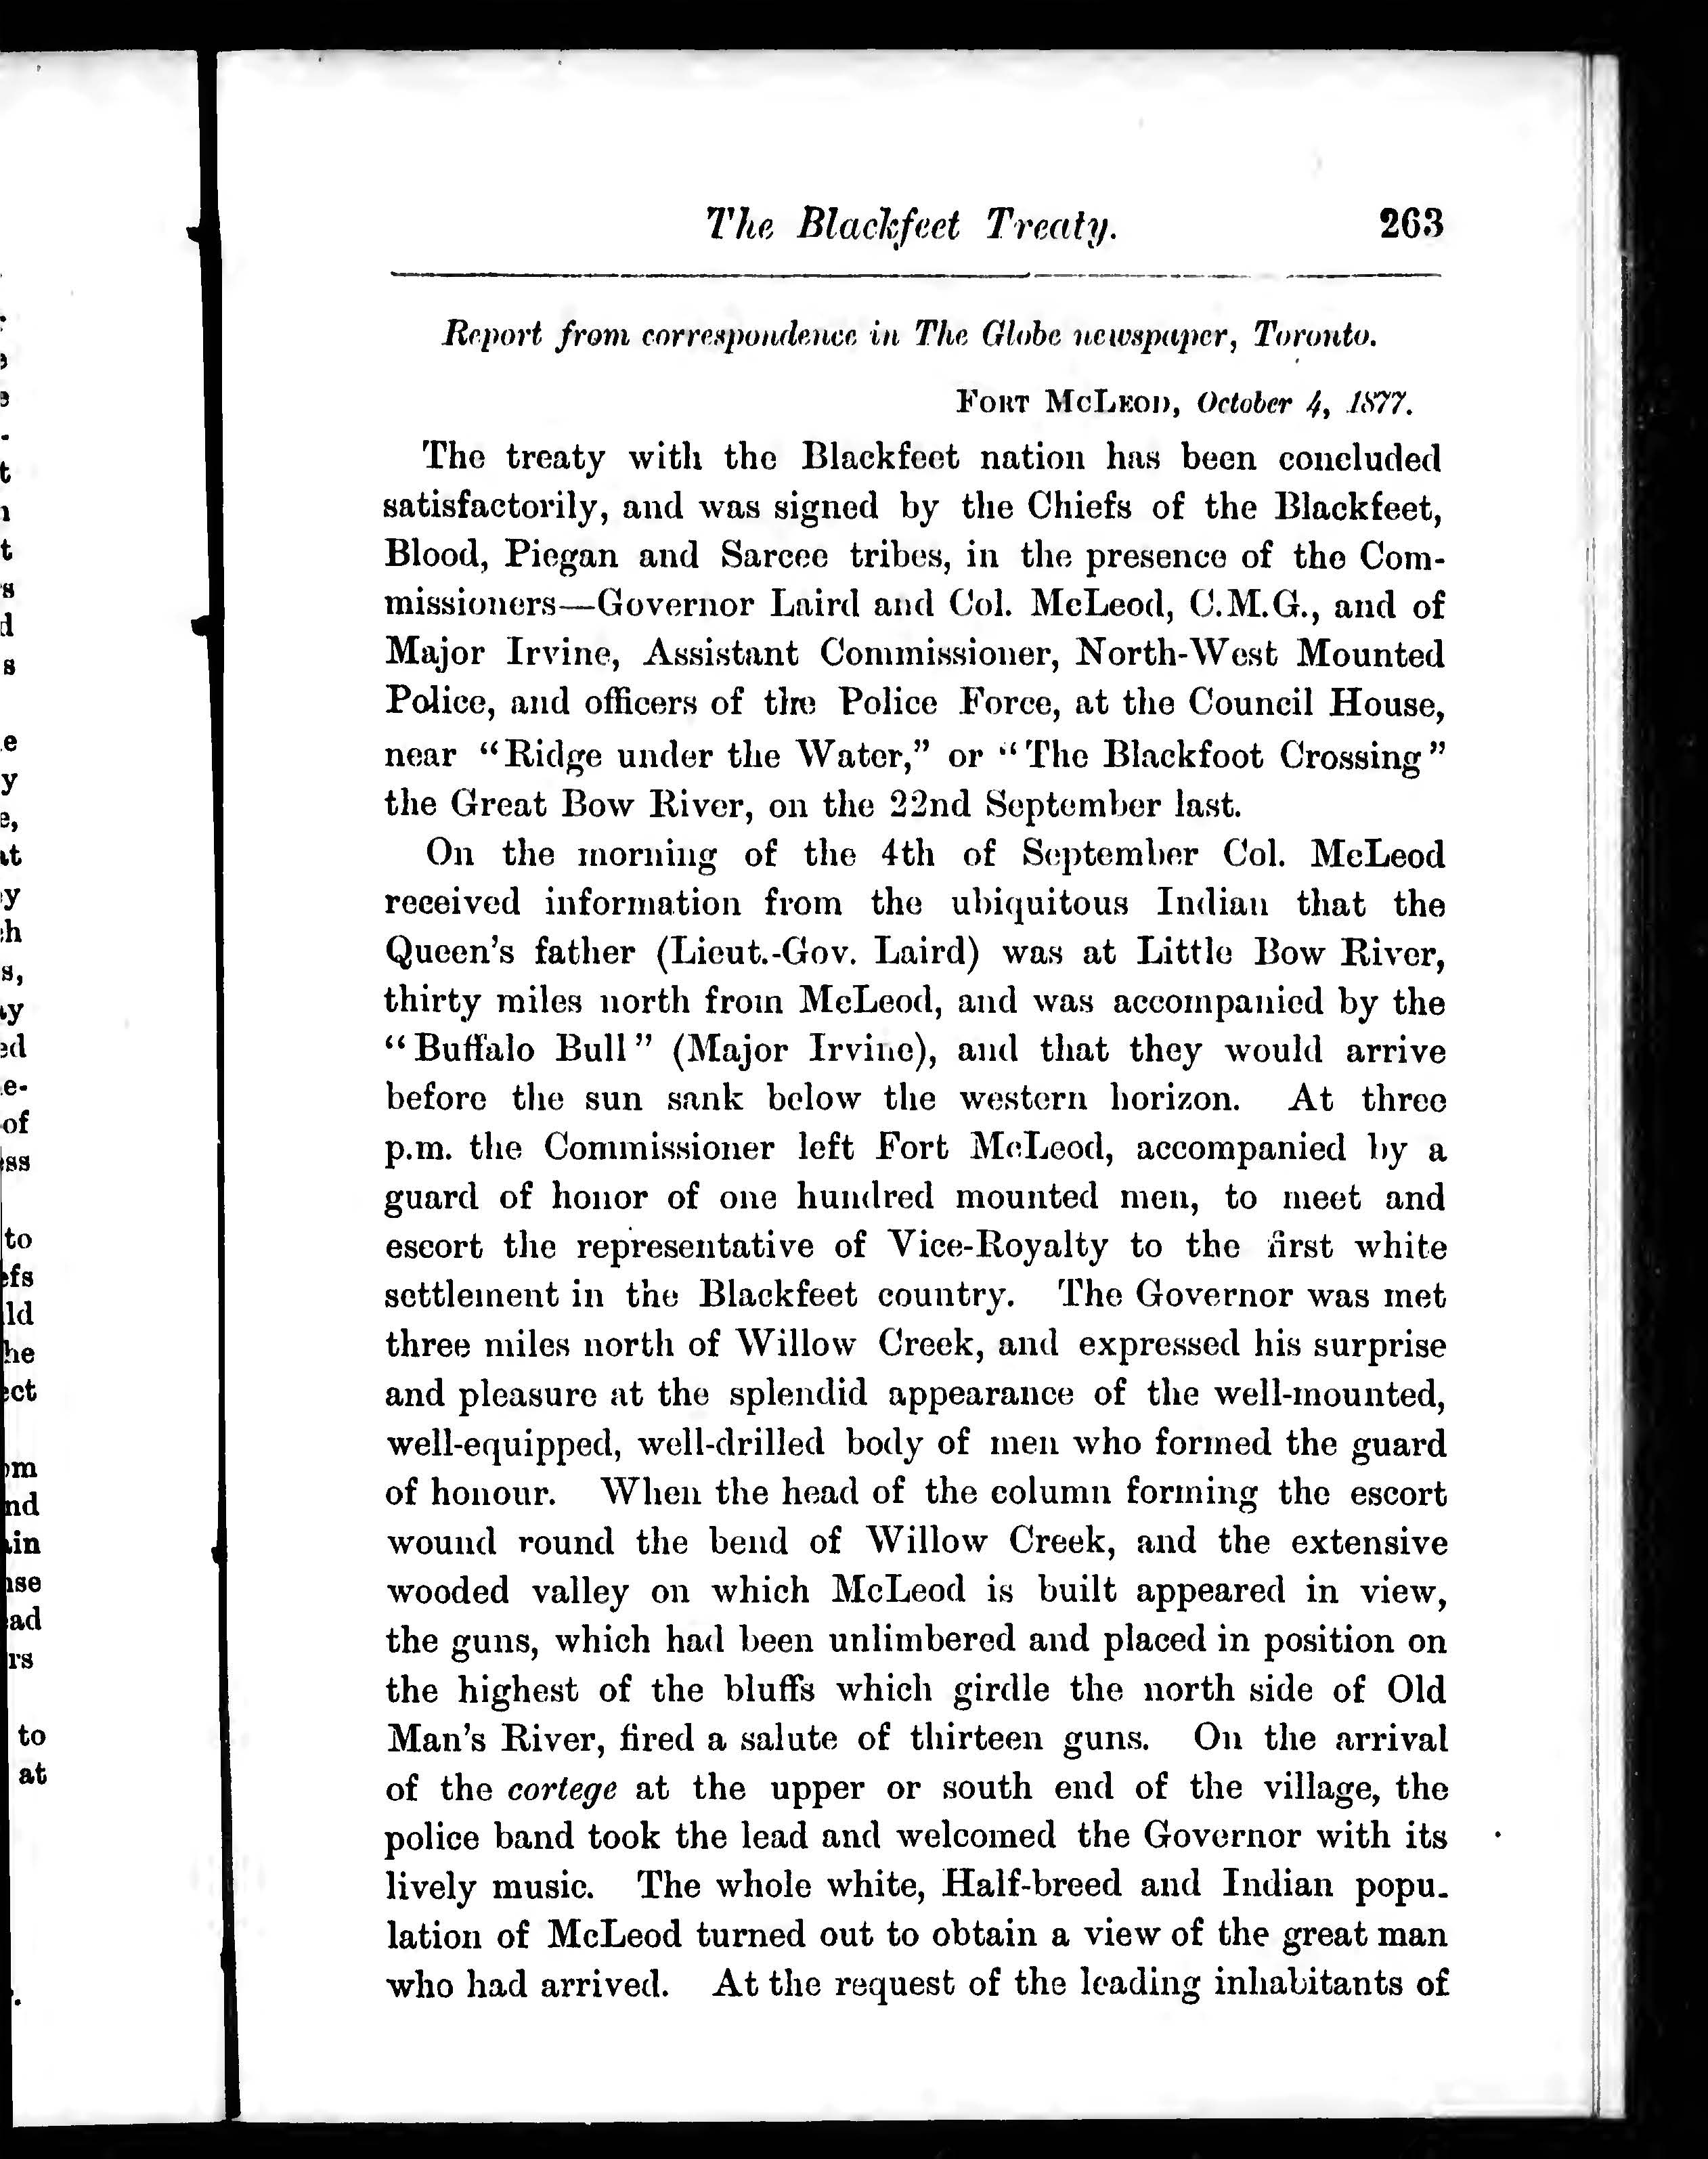 The Blackfeet Treaty. 263
Report from correspondence in The Globe newspaper, Toronto.
FORT MCLEOD, October 4, 1877.
The treaty with the Blackfeet nation has been concluded
satisfactorily, and was signed by the Chiefs of the Blackfeet,
Blood, Piegan and Sarcee tribes, in the presence of the Com-
missioners—Governor Laird and Col. McLeod, C.M.G., and of
Major Irvine, Assistant Commissioner, North-West Mounted
Police, and officers of the Police Force, at the Council House,
near “Ridge under the Water,” or “The Blackfoot Crossing”
the Great Bow River, on the 22nd September last.
On the morning of the 4th of September Col. McLeod
received information from the ubiquitous Indian that the
Queen’s father (Lieut.-Gov. Laird) was at Little Bow River,
thirty miles north from McLeod, and was accompanied by the
“Buffalo Bull” (Major Irvine), and that they would arrive
before the sun sank below the western horizon. At three
p.m. the Commissioner left Fort McLeod, accompanied by a
guard of honor of one hundred mounted men, to meet and
escort the representative of Vice-Royalty to the first white
settlement in the Blackfeet country. The Governor was met
three miles north of Willow Creek, and expressed his surprise
and pleasure at the splendid appearance of the well-mounted,
well-equipped, well-drilled body of men who formed the guard
of honour. When the head of the column forming the escort
wound round the bend of Willow Creek, and the extensive
wooded valley on which McLeod is built appeared in view,
the guns, which had been unlimbered and placed in position on
the highest of the bluffs which girdle the north side of Old
Man’s River, fired a salute of thirteen guns. On the arrival
of the cortege at the upper or south end of the village, the
police band took the lead and welcomed the Governor with its
lively music. The whole white, Half-breed and Indian popu-
lation of McLeod turned out to obtain a view of the great man
who had arrived. At the request of the leading inhabitants of